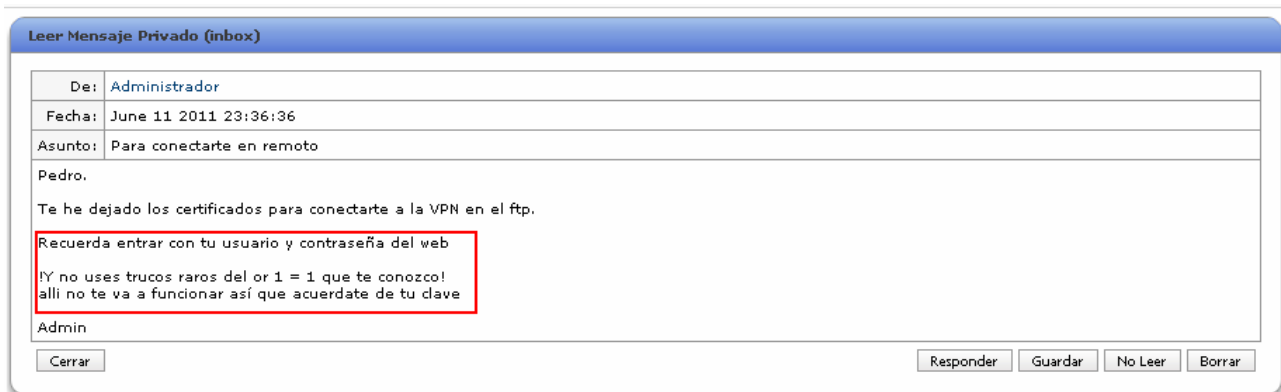 Leer Mensaje Privado (inbox)
De: Administrador
Fecha: June 11 2011 23:36:36
Asunto: Para conectarte en remoto
Pedro.
Te he dejado los certificados para conectarte a la VPN en el ftp.
Recuerda entrar con tu usuario y contraseña del web
!Y no uses trucos raros del or 1 = 1 que te conozco!
alli no te va a funcionar así que acuerdate de tu clave
Admin
Cerrar Responder Guardar No Leer Borrar